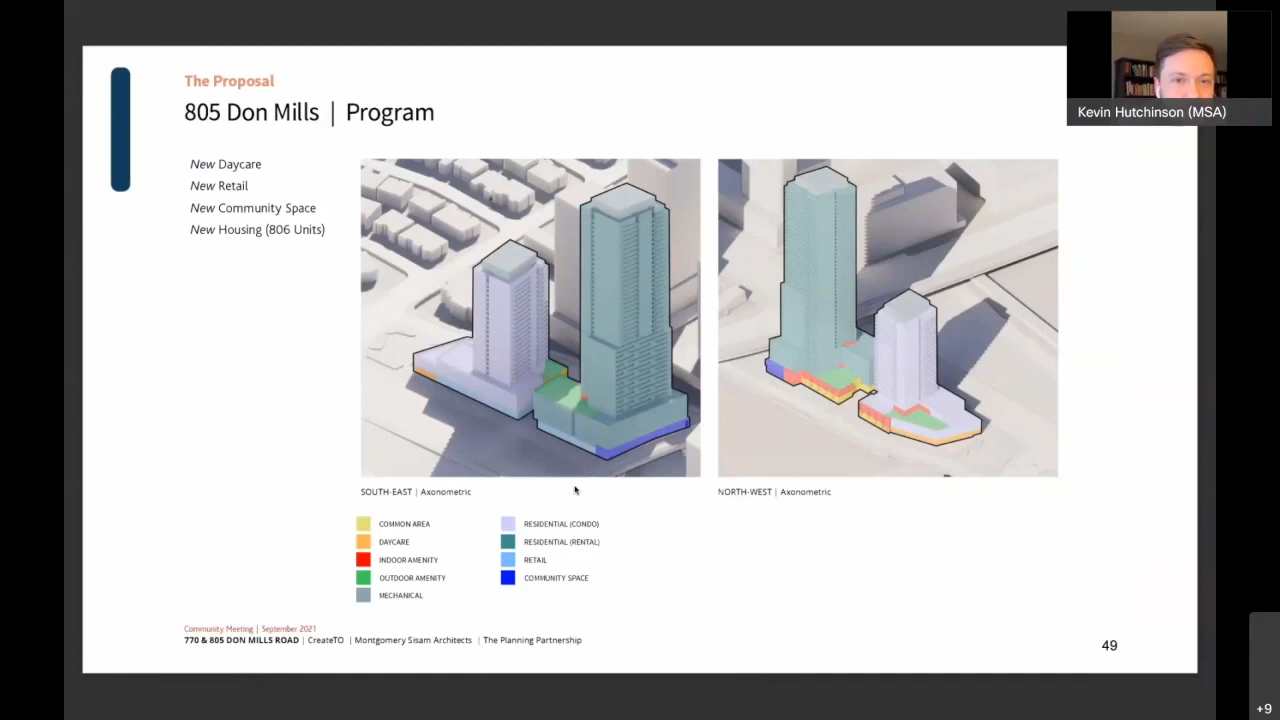 The Proposal
805 Don Mills | Program
Kevin Hutchinson (MSA)
New Daycare
New Retail
New Community Space
New Housing (806 Units)
SOUTH-EAST | Axonometric
NORTH-WEST | Axonometric
COMMON AREA
DAYCARE
INDOOR AMENITY
OUTDOOR AMENITY
MECHANICAL
RESIDENTIAL (CONDO)
RESIDENTIAL (RENTAL)
RETAIL
COMMUNITY SPACE
Community Meeting | September 2021
770 & 805 DON MILLS ROAD | CreateTO | Montgomery Sisam Architects | The Planning Partnership
49
+9